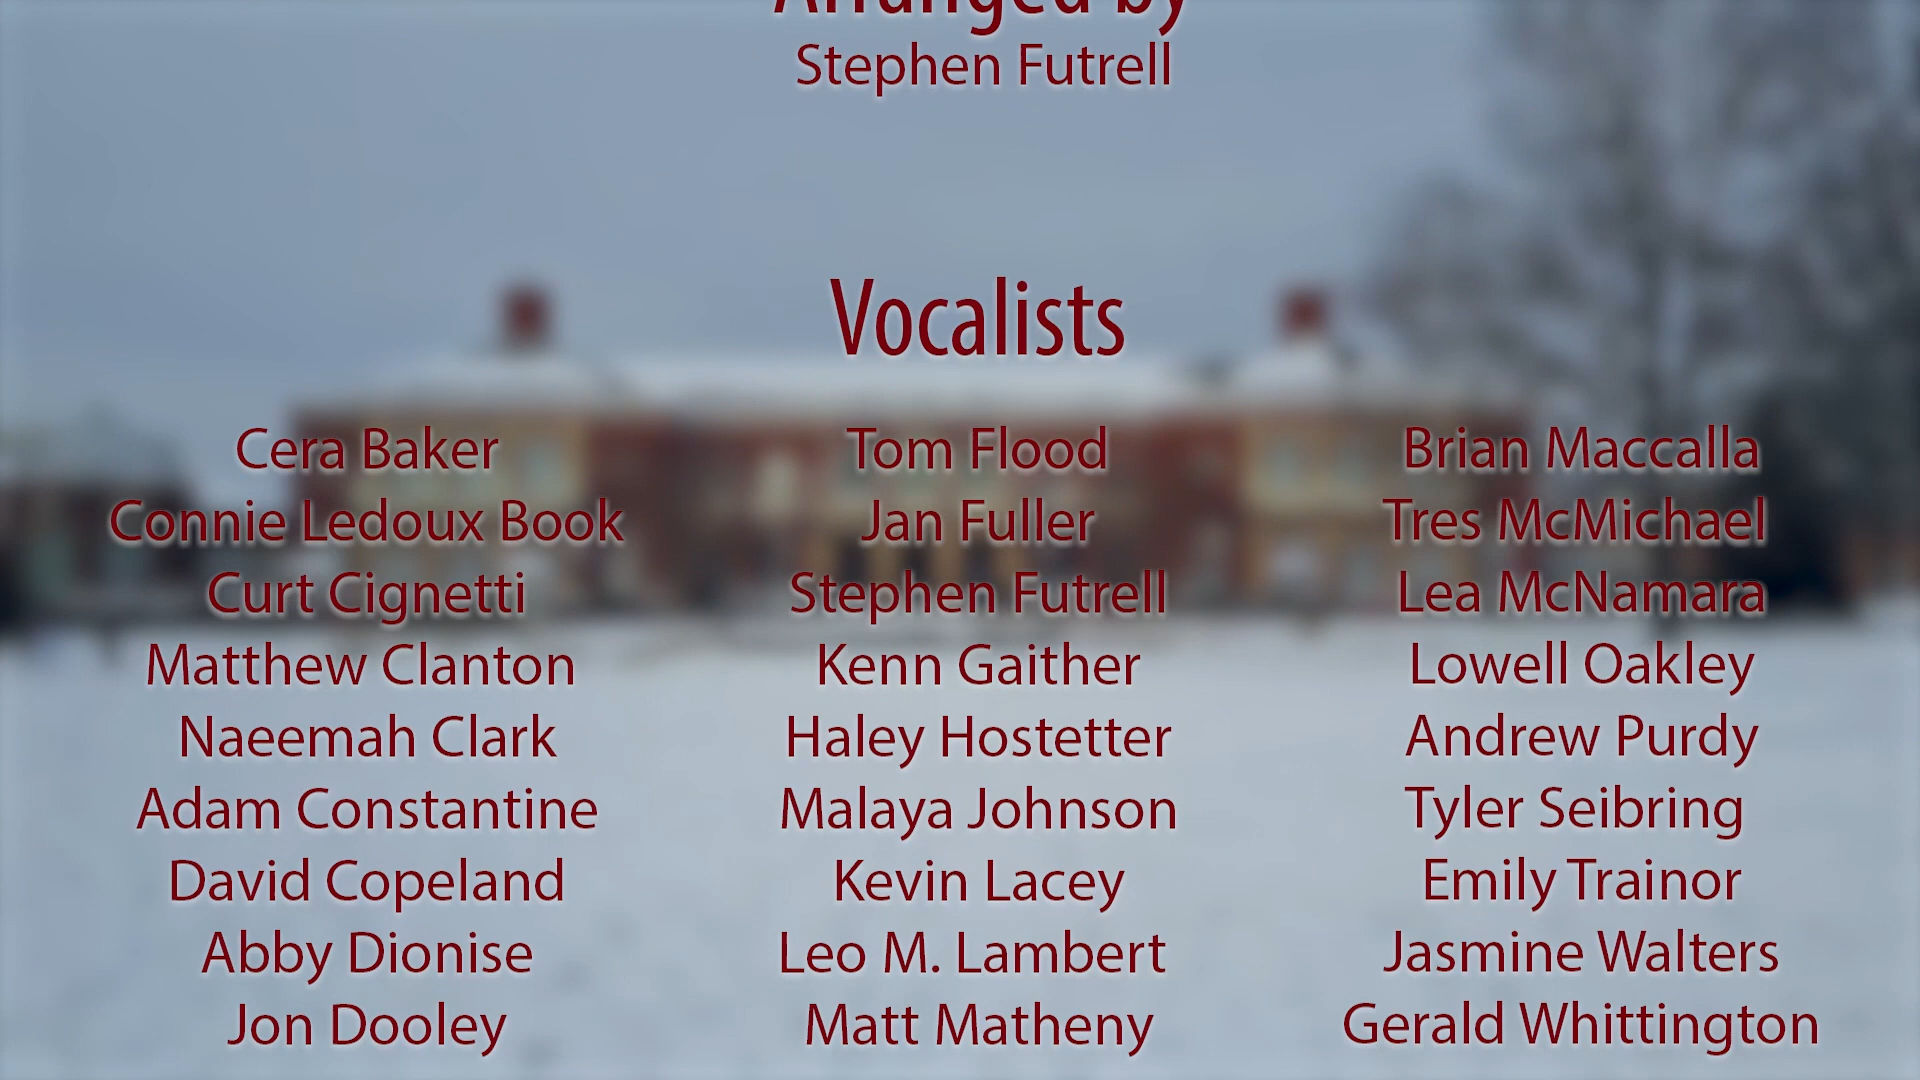 Arranged by
Stephen Futrell
Vocalists
Cera Baker
Connie Ledoux Book
Curt Cignetti
Matthew Clanton
Naeemah Clark
Adam Constantine
David Copeland
Abby Dionise
Jon Dooley
Tom Flood
Jan Fuller
Stephen Futrell
Kenn Gaither
Haley Hostetter
Malaya Johnson
Kevin Lacey
Leo M. Lambert
Matt Matheny
Brian Maccalla
Tres McMichael
Lea McNamara
Lowell Oakley
Andrew Purdy
Tyler Seibring
Emily Trainor
Jasmine Walters
Gerald Whittington